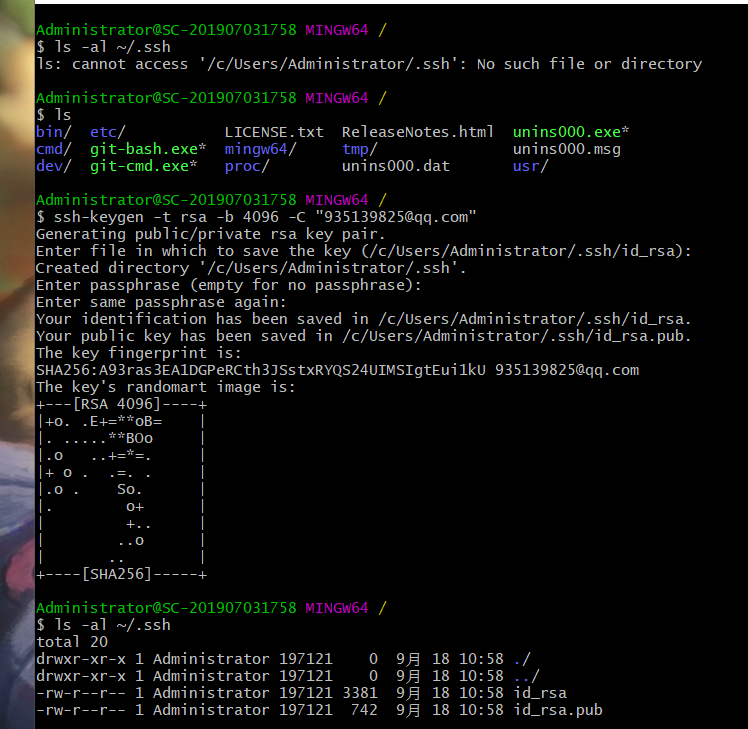 Administrator@SC-201907031758 MINGW64 /
$ ls -al ~/.ssh
ls: cannot access '/c/Users/Administrator/.ssh': No such file or directory
Administrator@SC-201907031758 MINGW64 /
$ ls
bin/  etc/           LICENSE.txt  ReleaseNotes.html  unins000.exe*
cmd/  git-bash.exe*  mingw64/     tmp/               unins000.msg
dev/  git-cmd.exe*   proc/        unins000.dat       usr/
Administrator@SC-201907031758 MINGW64 /
$ ssh-keygen -t rsa -b 4096 -C "935139825@qq.com"
Generating public/private rsa key pair.
Enter file in which to save the key (/c/Users/Administrator/.ssh/id_rsa):
Created directory '/c/Users/Administrator/.ssh'.
Enter passphrase (empty for no passphrase):
Enter same passphrase again:
Your identification has been saved in /c/Users/Administrator/.ssh/id_rsa.
Your public key has been saved in /c/Users/Administrator/.ssh/id_rsa.pub.
The key fingerprint is:
SHA256:A93ras3EA1DGPeRCth3JSstxRYQS24UIMSIgtEui1kU 935139825@qq.com
The key's randomart image is:
+---[RSA 4096]----+
|+o. .E+=**oB=    |
|. .....**BOo     |
|.o   ..+=*=.     |
|+ o .  .=. .     |
|.o .    So.      |
|.        o+      |
|         +..     |
|        ..o      |
|       ..        |
+----[SHA256]-----+
Administrator@SC-201907031758 MINGW64 /
$ ls -al ~/.ssh
total 20
drwxr-xr-x 1 Administrator 197121    0  9月 18 10:58 ./
drwxr-xr-x 1 Administrator 197121    0  9月 18 10:58 ../
-rw-r--r-- 1 Administrator 197121 3381  9月 18 10:58 id_rsa
-rw-r--r-- 1 Administrator 197121  742  9月 18 10:58 id_rsa.pub